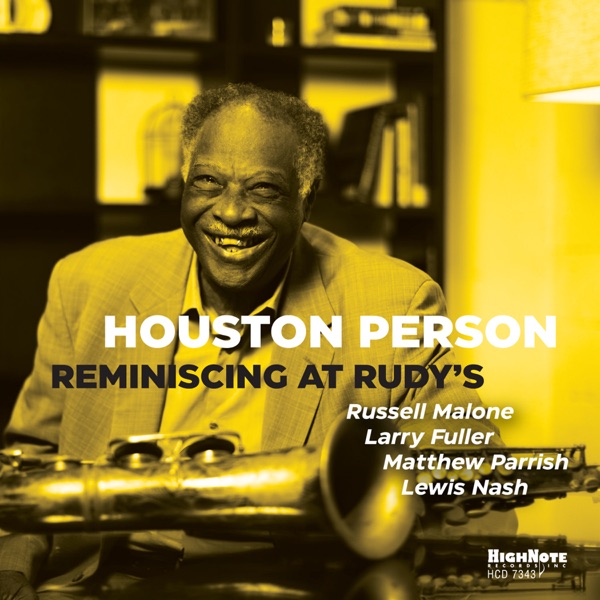 HOUSTON PERSON
REMINISCING AT RUDY'S
Russell Malone
Larry Fuller
Matthew Parrish
Lewis Nash
HIGHNOTE
RECORDS, INC
HCD 7343